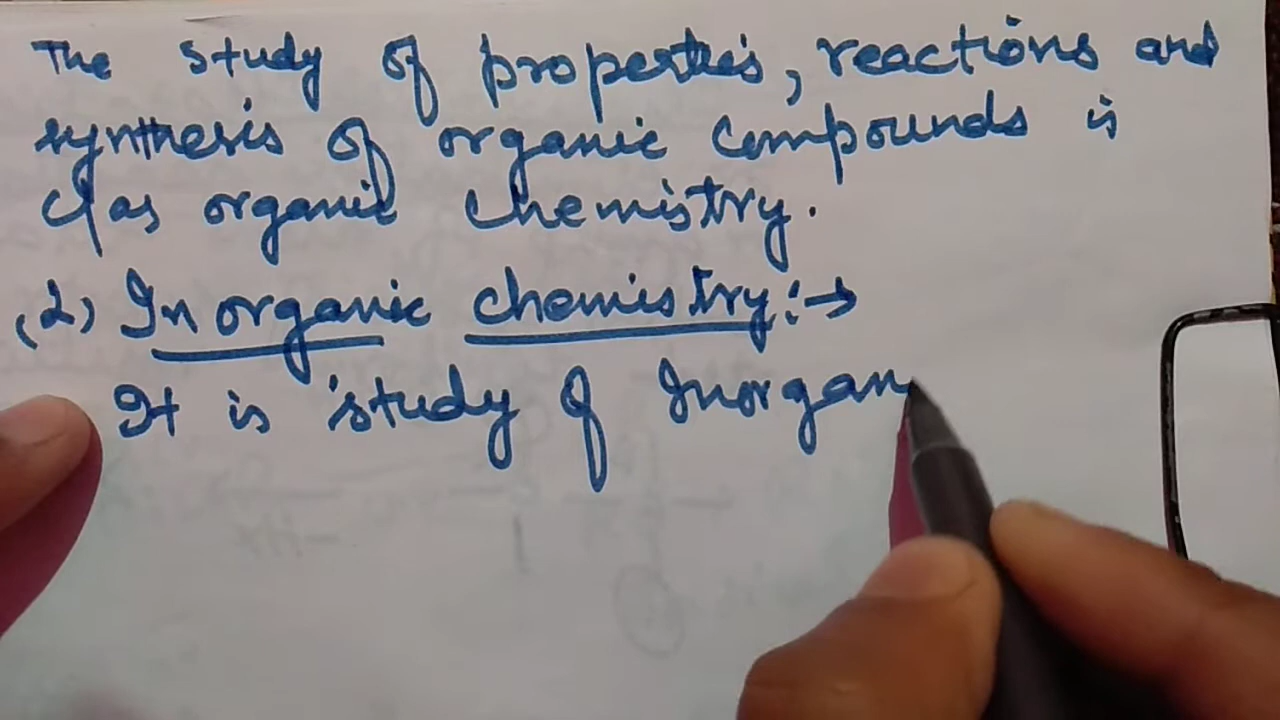 The study of properties, reactions and
synthesis of organic compounds is
c/as organic chemistry.
(2) Inorganic chemistry:→
It is study of Inorgan